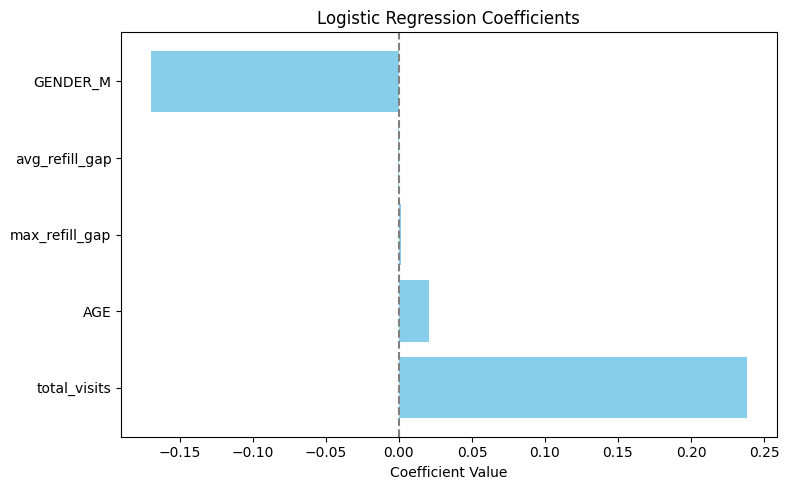 Logistic Regression Coefficients
GENDER_M
avg_refill_gap
max_refill_gap
AGE
total_visits
−0.15 −0.10 −0.05 0.00 0.05 0.10 0.15 0.20 0.25
Coefficient Value